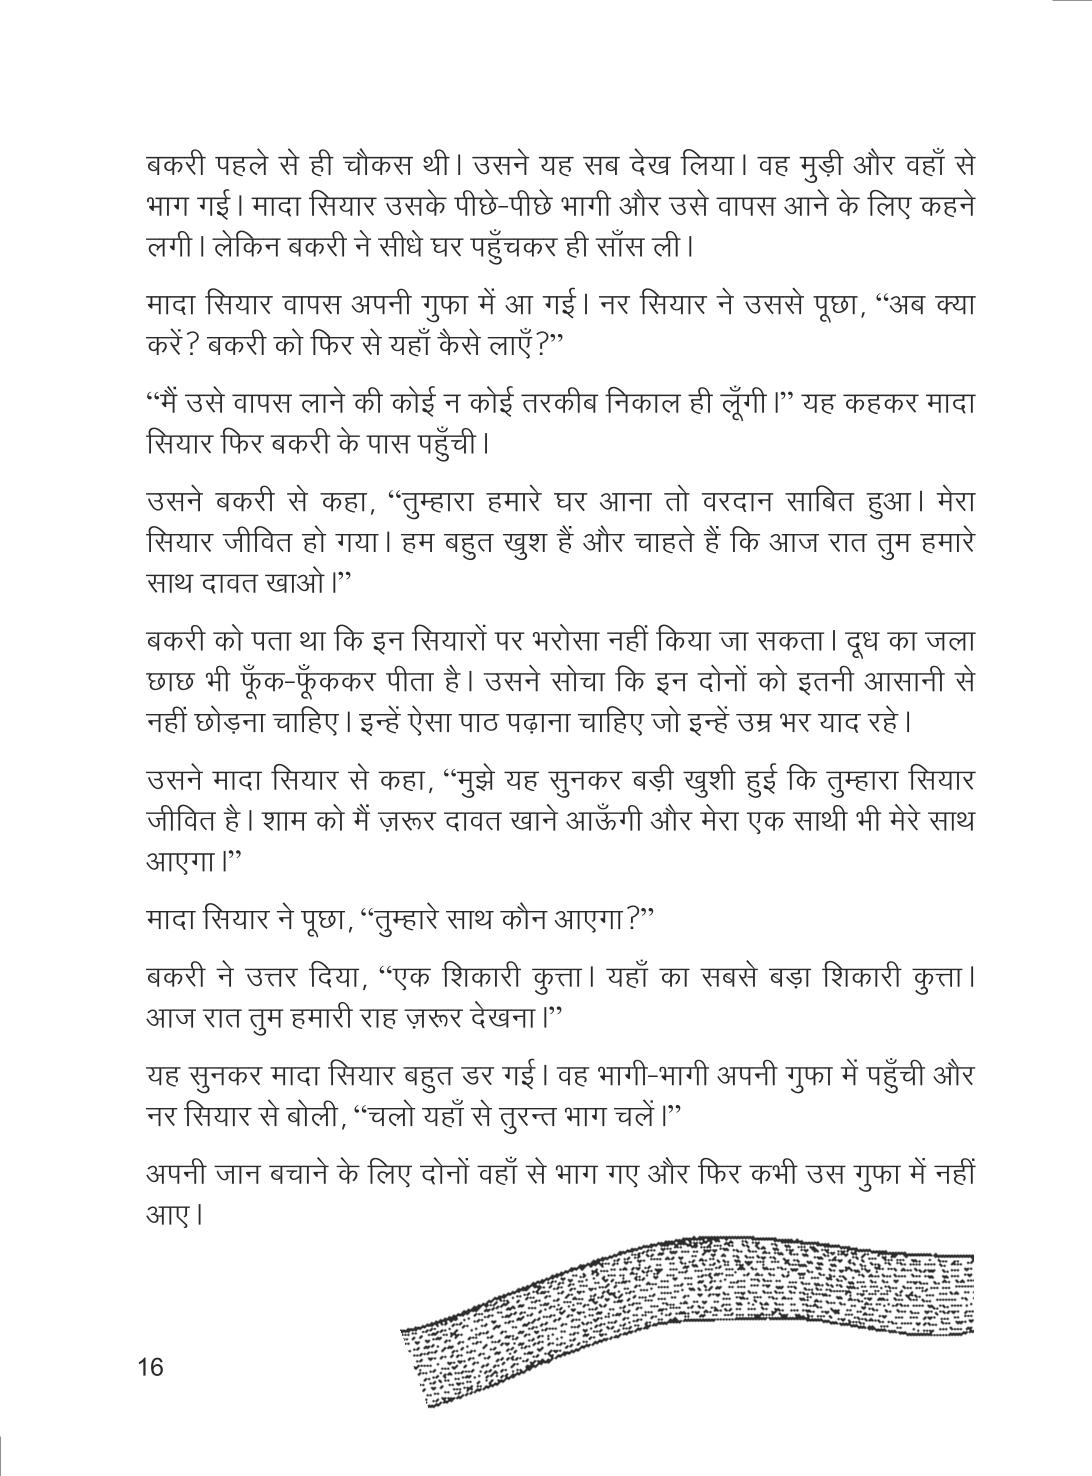 बकरी पहले से ही चौकस थी। उसने यह सब देख लिया। वह मुड़ी और वहाँ से
भाग गई। मादा सियार उसके पीछे-पीछे भागी और उसे वापस आने के लिए कहने
लगी। लेकिन बकरी ने सीधे घर पहुँचकर ही साँस ली।
मादा सियार वापस अपनी गुफा में आ गई। नर सियार ने उससे पूछा, “अब क्या
करें? बकरी को फिर से यहाँ कैसे लाएँ?”
“मैं उसे वापस लाने की कोई न कोई तरकीब निकाल ही लूँगी।” यह कहकर मादा
सियार फिर बकरी के पास पहुँची।
उसने बकरी से कहा, “तुम्हारा हमारे घर आना तो वरदान साबित हुआ। मेरा
सियार जीवित हो गया। हम बहुत खुश हैं और चाहते हैं कि आज रात तुम हमारे
साथ दावत खाओ।”
बकरी को पता था कि इन सियारों पर भरोसा नहीं किया जा सकता। दूध का जला
छाछ भी फूँक-फूँककर पीता है। उसने सोचा कि इन दोनों को इतनी आसानी से
नहीं छोड़ना चाहिए। इन्हें ऐसा पाठ पढ़ाना चाहिए जो इन्हें उम्र भर याद रहे।
उसने मादा सियार से कहा, “मुझे यह सुनकर बड़ी खुशी हुई कि तुम्हारा सियार
जीवित है। शाम को मैं ज़रूर दावत खाने आऊँगी और मेरा एक साथी भी मेरे साथ
आएगा।”
मादा सियार ने पूछा, “तुम्हारे साथ कौन आएगा?”
बकरी ने उत्तर दिया, “एक शिकारी कुत्ता। यहाँ का सबसे बड़ा शिकारी कुत्ता।
आज रात तुम हमारी राह ज़रूर देखना।”
यह सुनकर मादा सियार बहुत डर गई। वह भागी-भागी अपनी गुफा में पहुँची और
नर सियार से बोली, “चलो यहाँ से तुरन्त भाग चलें।”
अपनी जान बचाने के लिए दोनों वहाँ से भाग गए और फिर कभी उस गुफा में नहीं
आए।
16